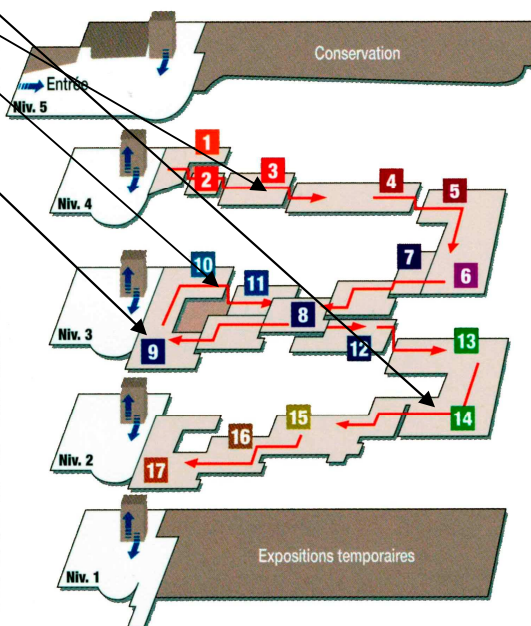 Conservation
Entrée
Niv. 5
1
2
3
4
5
Niv. 4
7
6
10
11
8
Niv. 3
9
12
13
14
15
16
17
Niv. 2
Expositions temporaires
Niv. 1